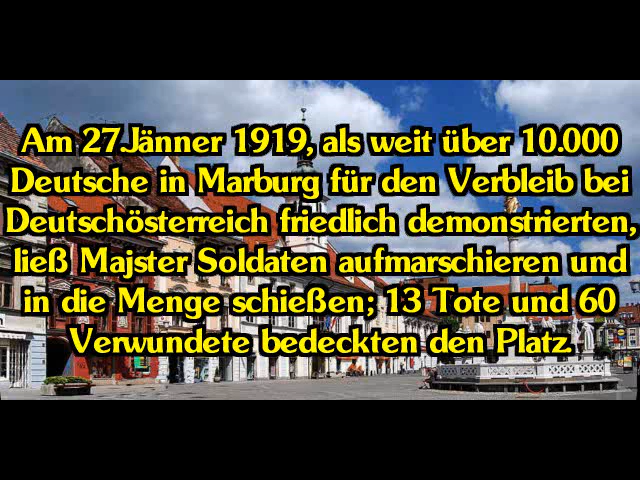 Am 27.Jänner 1919, als weit über 10.000
Deutsche in Marburg für den Verbleib bei
Deutschösterreich friedlich demonstrierten,
ließ Majster Soldaten aufmarschieren und
in die Menge schießen; 13 Tote und 60
Verwundete bedeckten den Platz.